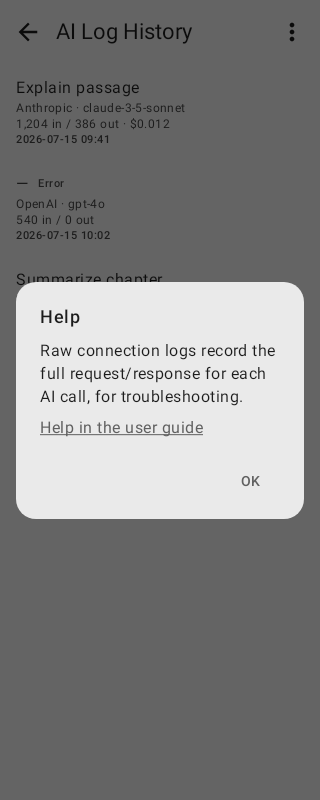 AI Log History
Explain passage
Anthropic · claude-3-5-sonnet
1,204 in / 386 out · $0.012
2026-07-15 09:41
— Error
OpenAI · gpt-4o
540 in / 0 out
2026-07-15 10:02
Summarize chapter
Help
Raw connection logs record the
full request/response for each
AI call, for troubleshooting.
Help in the user guide
OK